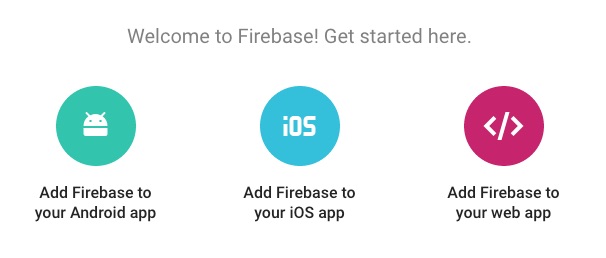 Welcome to Firebase! Get started here.
iOS
Add Firebase to
your Android app
Add Firebase to
your iOS app
Add Firebase to
your web app